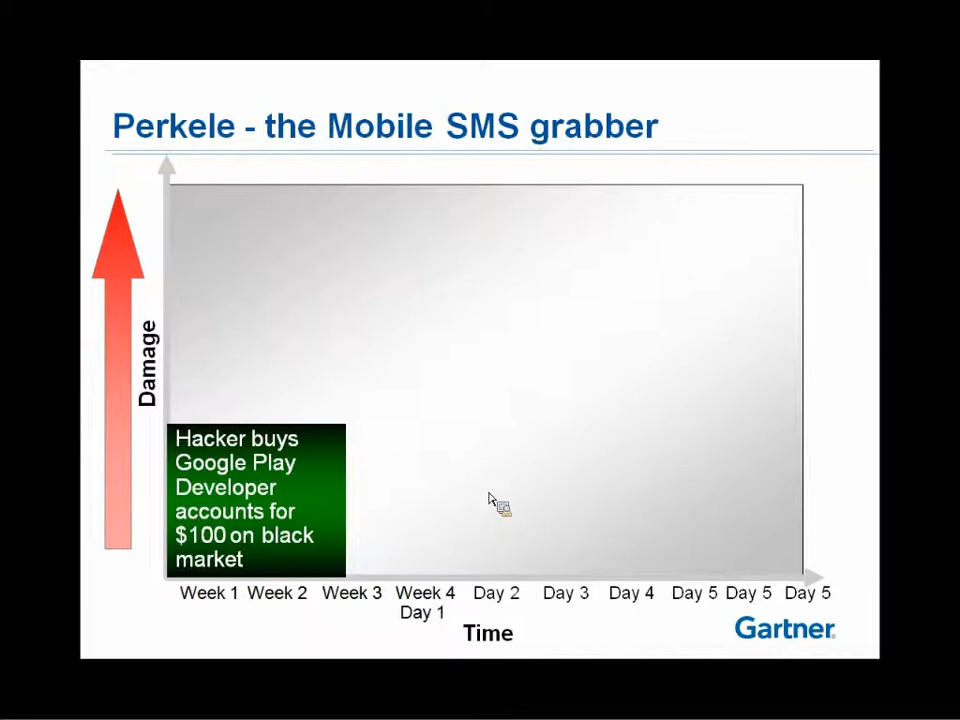 Perkele - the Mobile SMS grabber
Damage
Hacker buys
Google Play
Developer
accounts for
$100 on black
market
Week 1 Week 2 Week 3 Week 4 Day 2 Day 3 Day 4 Day 5 Day 5 Day 5
Day 1
Time
Gartner